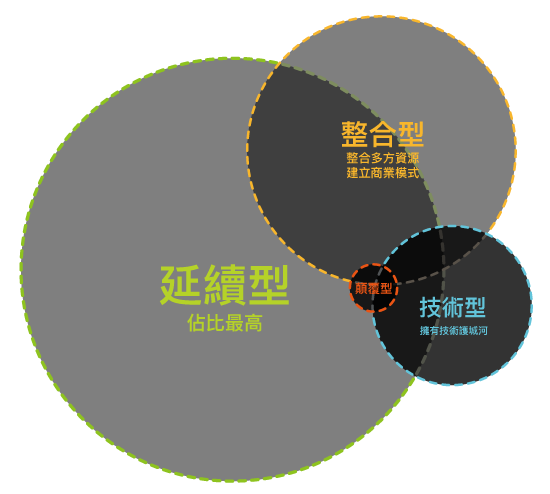 整合型
整合多方資源
建立商業模式
延續型
佔比最高
顛覆型
技術型
擁有技術護城河